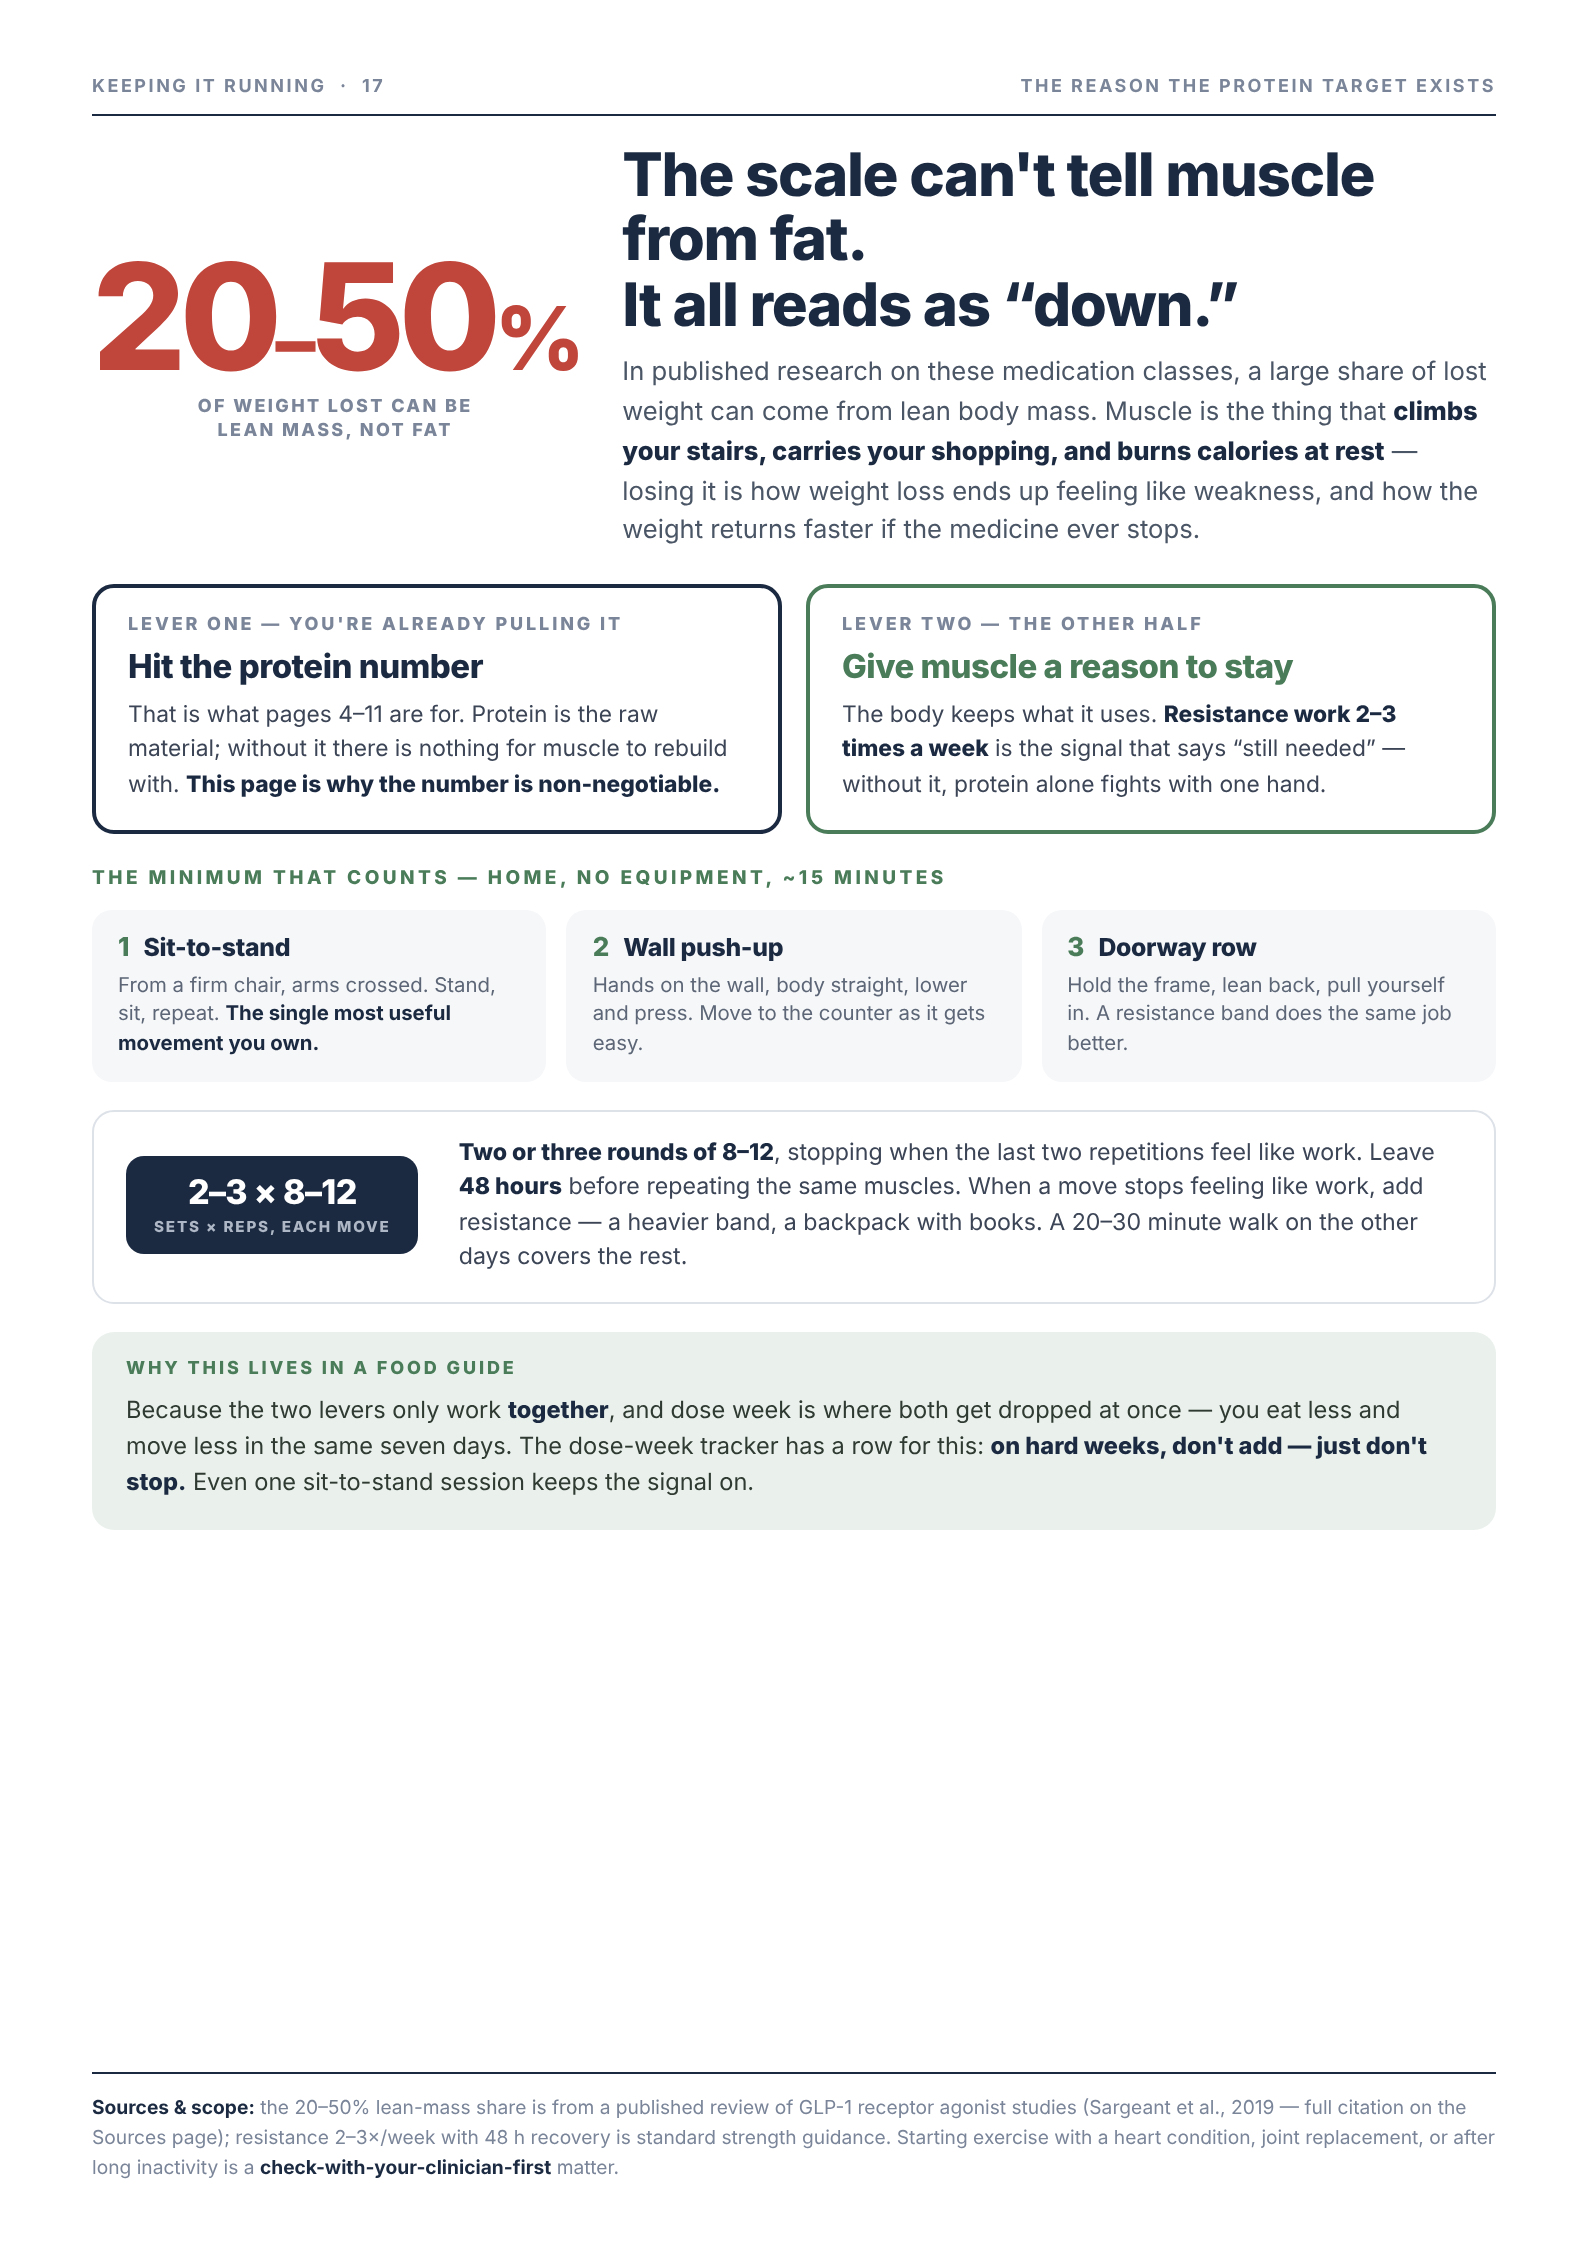 KEEPING IT RUNNING · 17
THE REASON THE PROTEIN TARGET EXISTS
20–50%
OF WEIGHT LOST CAN BE
LEAN MASS, NOT FAT
The scale can't tell muscle
from fat.
It all reads as “down.”
In published research on these medication classes, a large share of lost
weight can come from lean body mass. Muscle is the thing that climbs
your stairs, carries your shopping, and burns calories at rest —
losing it is how weight loss ends up feeling like weakness, and how the
weight returns faster if the medicine ever stops.
LEVER ONE — YOU'RE ALREADY PULLING IT
Hit the protein number
That is what pages 4–11 are for. Protein is the raw
material; without it there is nothing for muscle to rebuild
with. This page is why the number is non-negotiable.
LEVER TWO — THE OTHER HALF
Give muscle a reason to stay
The body keeps what it uses. Resistance work 2–3
times a week is the signal that says “still needed” —
without it, protein alone fights with one hand.
THE MINIMUM THAT COUNTS — HOME, NO EQUIPMENT, ~15 MINUTES
1 Sit-to-stand
From a firm chair, arms crossed. Stand,
sit, repeat. The single most useful
movement you own.
2 Wall push-up
Hands on the wall, body straight, lower
and press. Move to the counter as it gets
easy.
3 Doorway row
Hold the frame, lean back, pull yourself
in. A resistance band does the same job
better.
2–3 × 8–12
SETS × REPS, EACH MOVE
Two or three rounds of 8–12, stopping when the last two repetitions feel like work. Leave
48 hours before repeating the same muscles. When a move stops feeling like work, add
resistance — a heavier band, a backpack with books. A 20–30 minute walk on the other
days covers the rest.
WHY THIS LIVES IN A FOOD GUIDE
Because the two levers only work together, and dose week is where both get dropped at once — you eat less and
move less in the same seven days. The dose-week tracker has a row for this: on hard weeks, don't add — just don't
stop. Even one sit-to-stand session keeps the signal on.
Sources & scope: the 20–50% lean-mass share is from a published review of GLP-1 receptor agonist studies (Sargeant et al., 2019 — full citation on the
Sources page); resistance 2–3×/week with 48 h recovery is standard strength guidance. Starting exercise with a heart condition, joint replacement, or after
long inactivity is a check-with-your-clinician-first matter.